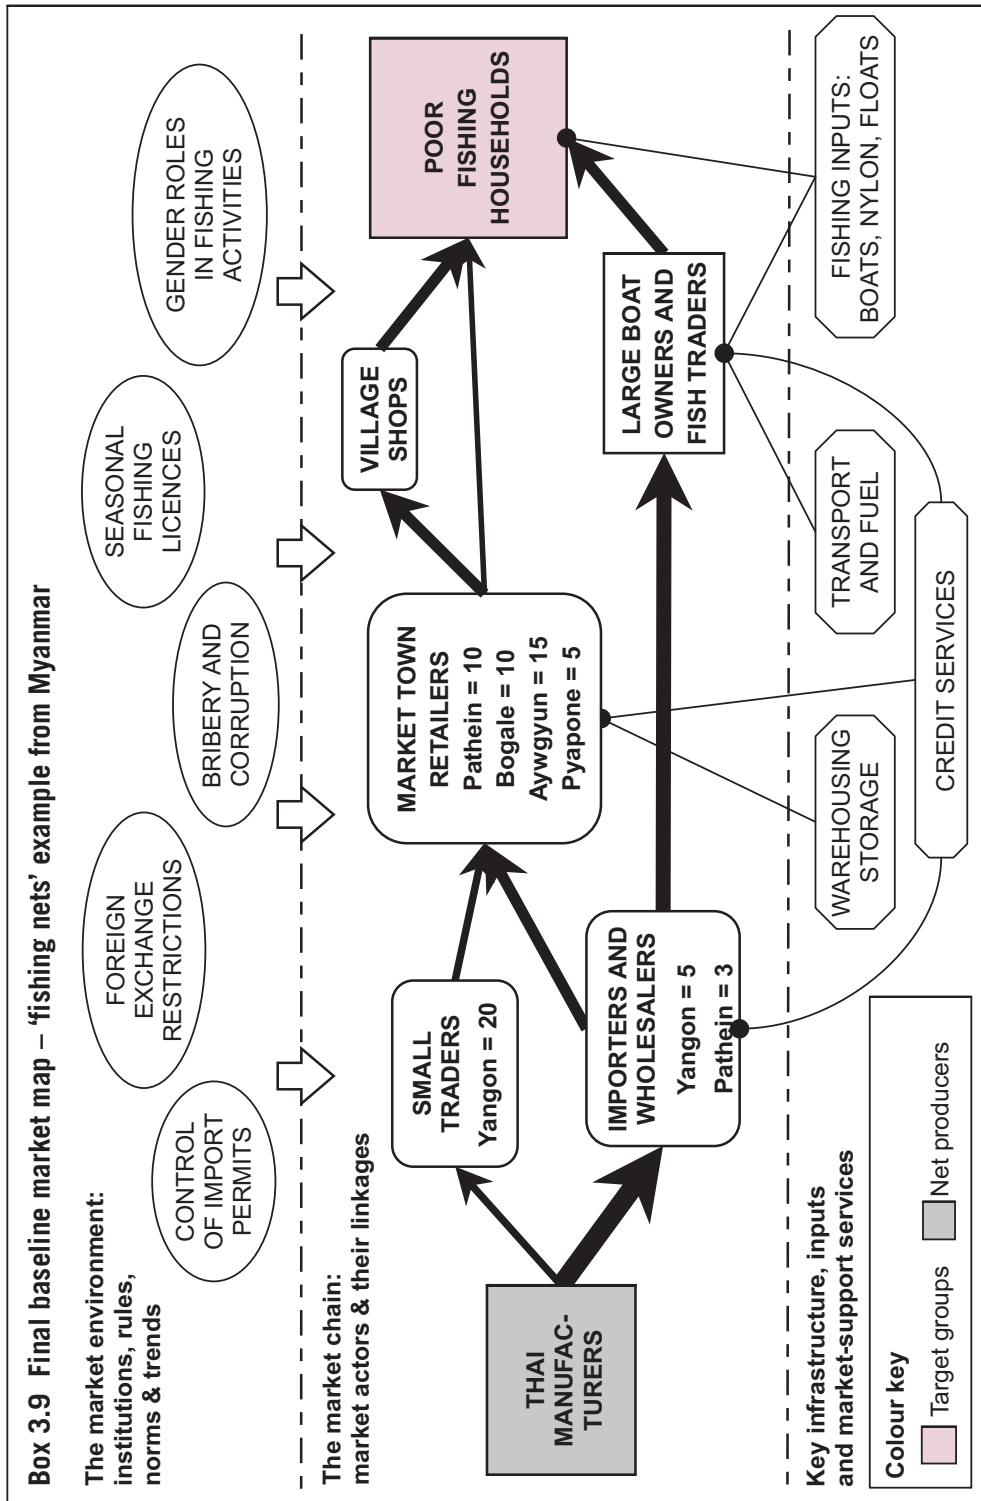 Box 3.9 Final baseline market map – ‘fishing nets’ example from Myanmar
The market environment:
institutions, rules,
norms & trends
CONTROL
OF IMPORT
PERMITS
FOREIGN
EXCHANGE
RESTRICTIONS
BRIBERY AND
CORRUPTION
SEASONAL
FISHING
LICENCES
GENDER ROLES
IN FISHING
ACTIVITIES
The market chain:
market actors & their linkages
THAI
MANUFAC-
TURERS
SMALL
TRADERS
Yangon = 20
IMPORTERS AND
WHOLESALERS
Yangon = 5
Pathein = 3
MARKET TOWN
RETAILERS
Pathein = 10
Bogale = 10
Aywgyun = 15
Pyapone = 5
VILLAGE
SHOPS
LARGE BOAT
OWNERS AND
FISH TRADERS
POOR
FISHING
HOUSEHOLDS
Key infrastructure, inputs
and market-support services
WAREHOUSING
STORAGE
TRANSPORT
AND FUEL
FISHING INPUTS:
BOATS, NYLON, FLOATS
CREDIT SERVICES
Colour key
Target groups
Net producers